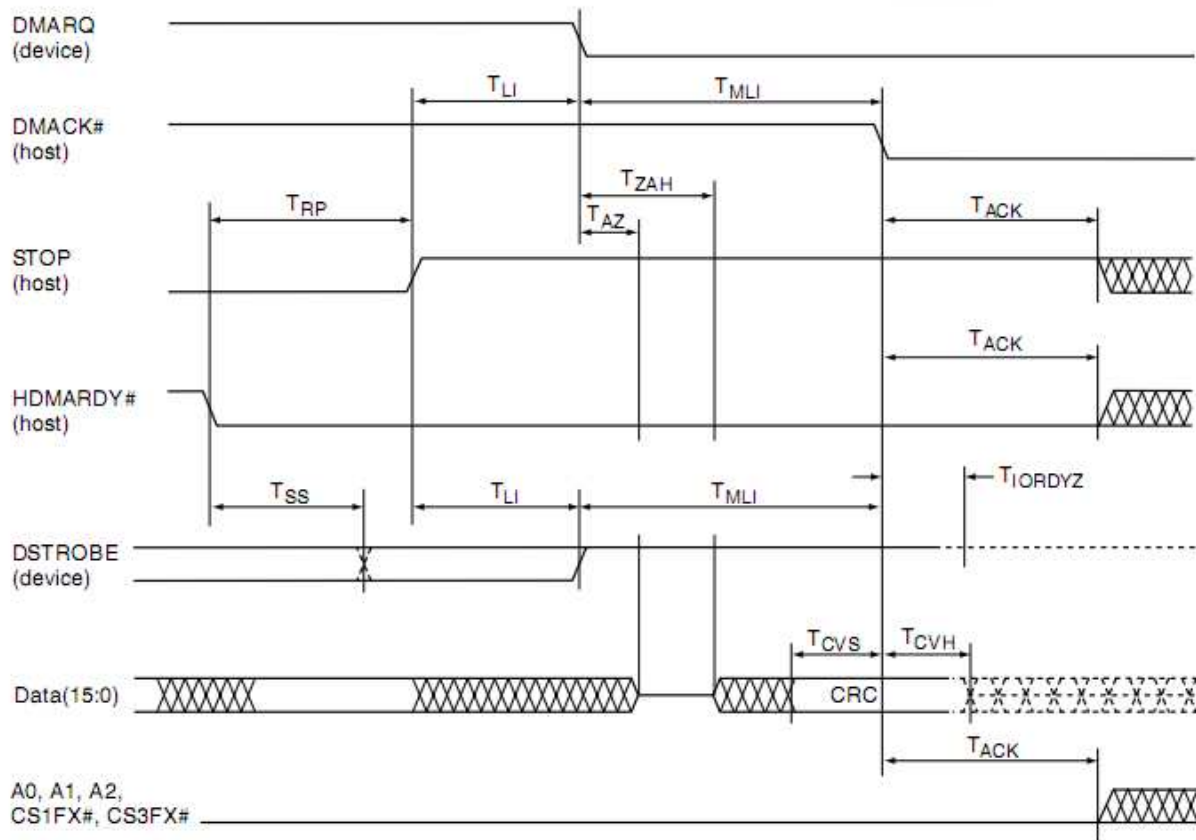 DMARQ
(device)
TLI
TMLI
DMACK#
(host)
TZAH
TRP
TAZ
TACK
STOP
(host)
TACK
HDMARDY#
(host)
TSS
TLI
TMLI
TIORDYZ
DSTROBE
(device)
TCVS
TCVH
Data(15:0)
CRC
TACK
A0, A1, A2,
CS1FX#, CS3FX#